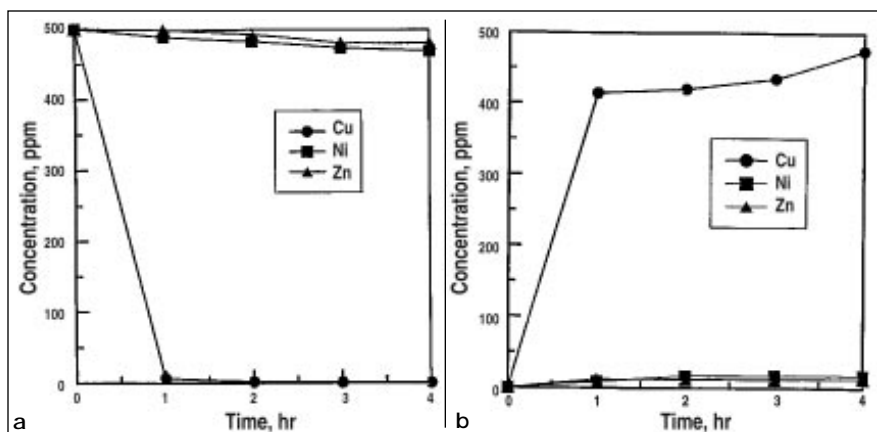 500
400
300
200
100
0
Concentration, ppm
Cu
Ni
Zn
0 1 2 3 4
Time, hr
a
500
400
300
200
100
0
Concentration, ppm
Cu
Ni
Zn
0 1 2 3 4
Time, hr
b